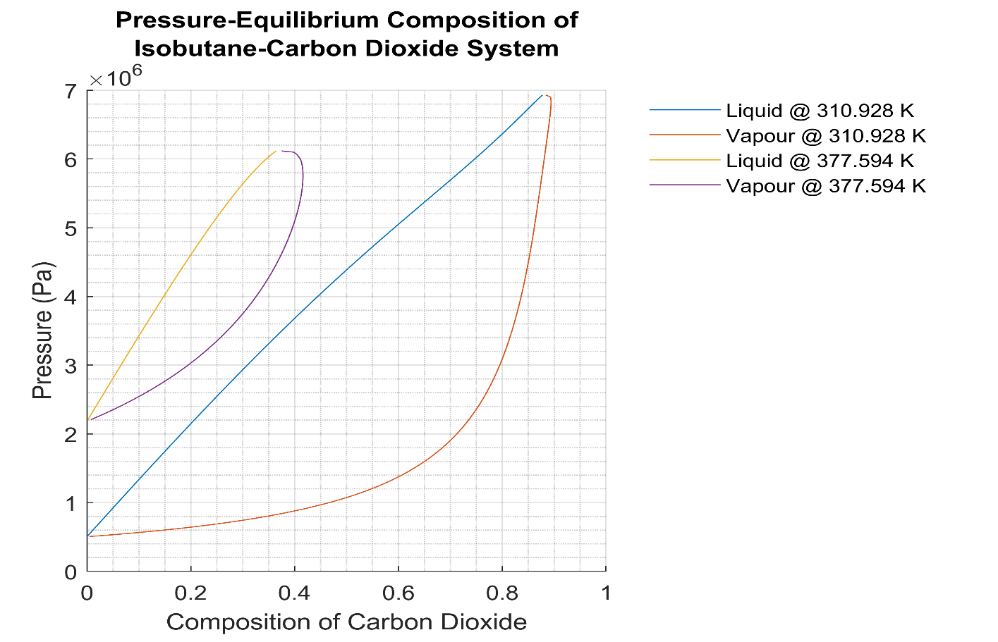 Pressure-Equilibrium Composition of
Isobutane-Carbon Dioxide System
×10⁶
7
6
5
4
3
2
1
0
Pressure (Pa)
0 0.2 0.4 0.6 0.8 1
Composition of Carbon Dioxide
Liquid @ 310.928 K
Vapour @ 310.928 K
Liquid @ 377.594 K
Vapour @ 377.594 K